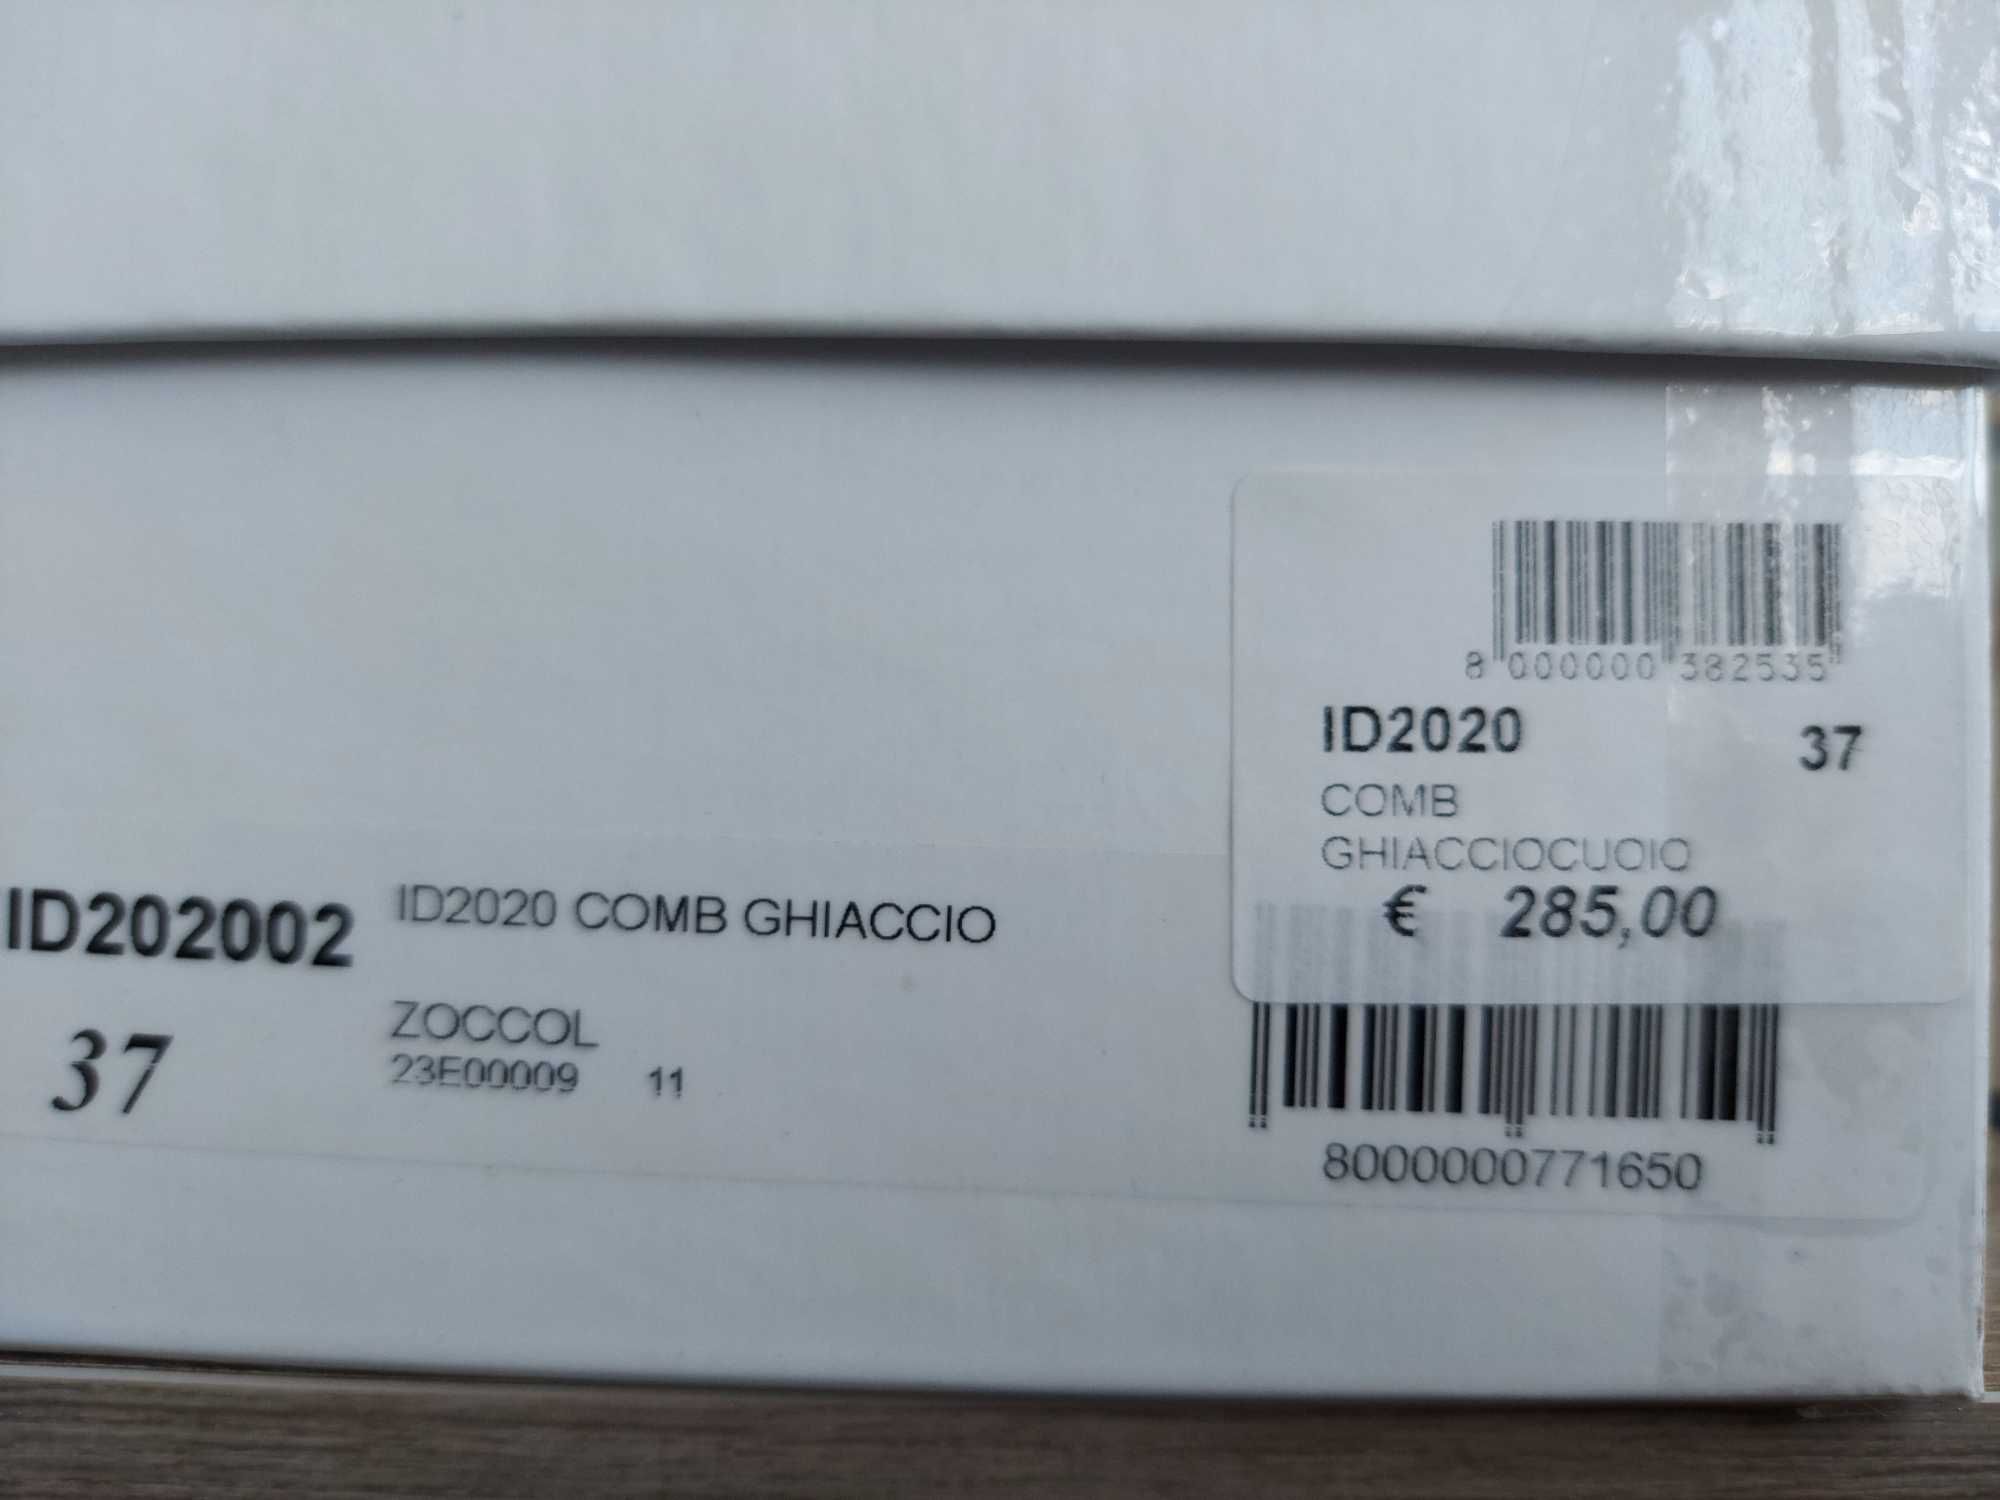 8 000000 382535
ID2020 37
COMB
GHIACCIOCUOIO
€ 285,00
ID202002 ID2020 COMB GHIACCIO
37 ZOCCOL
23E00009 11
8000000771650